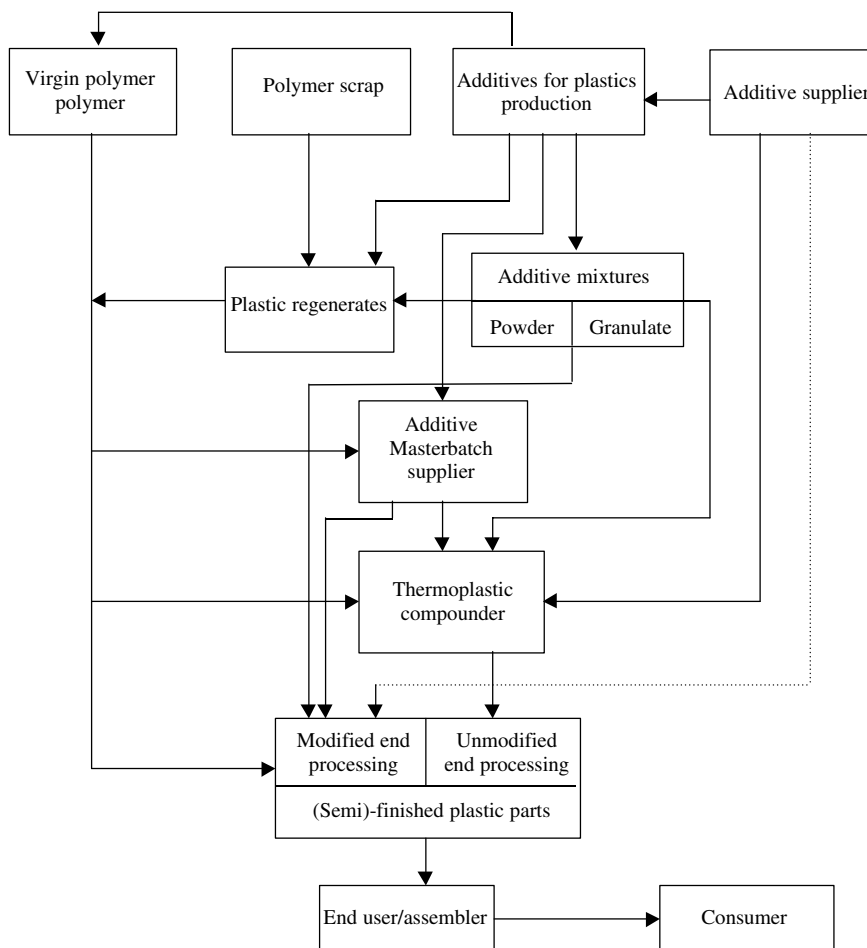 Virgin polymer
polymer
Polymer scrap
Additives for plastics
production
Additive supplier
Plastic regenerates
Additive mixtures
Powder
Granulate
Additive
Masterbatch
supplier
Thermoplastic
compounder
Modified end
processing
Unmodified
end processing
(Semi)-finished plastic parts
End user/assembler
Consumer